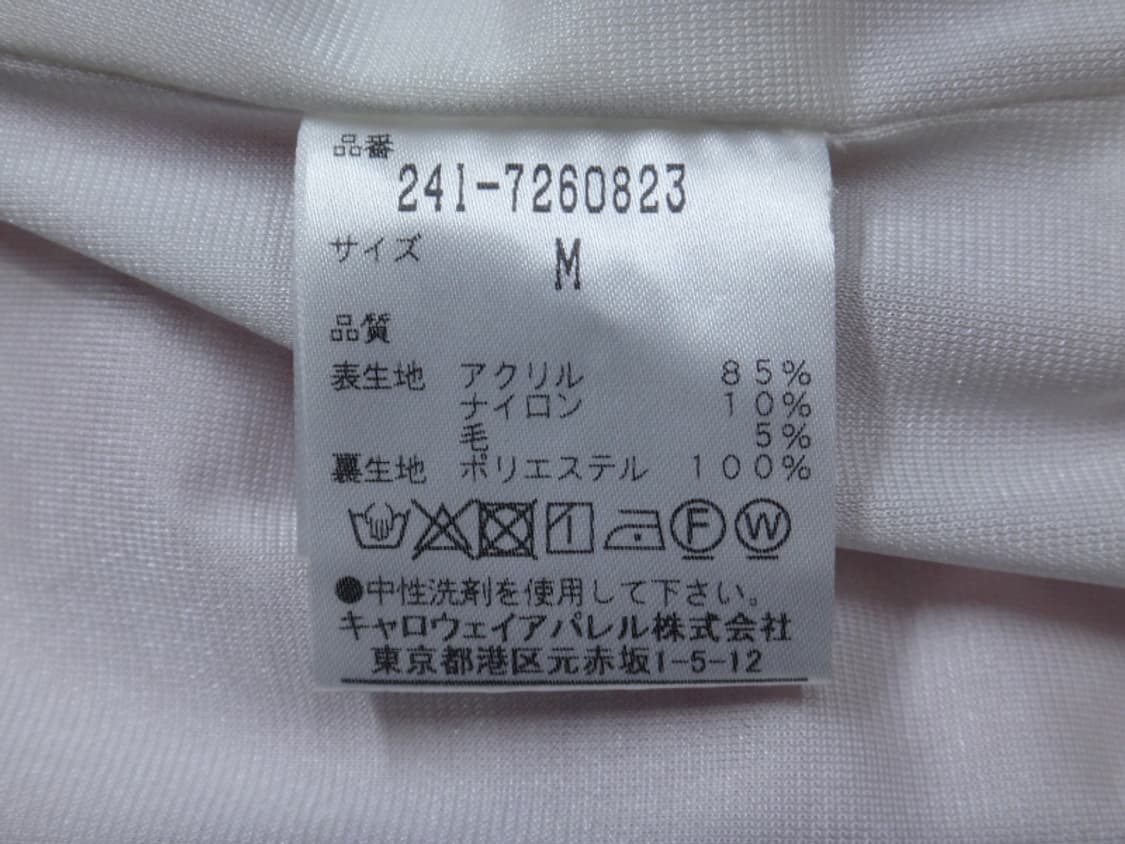 品番
241-7260823
サイズ M
品質
表生地 アクリル 85%
ナイロン 10%
毛 5%
裏生地 ポリエステル 100%
F W
●中性洗剤を使用して下さい。
キャロウェイアパレル株式会社
東京都港区元赤坂1-5-12